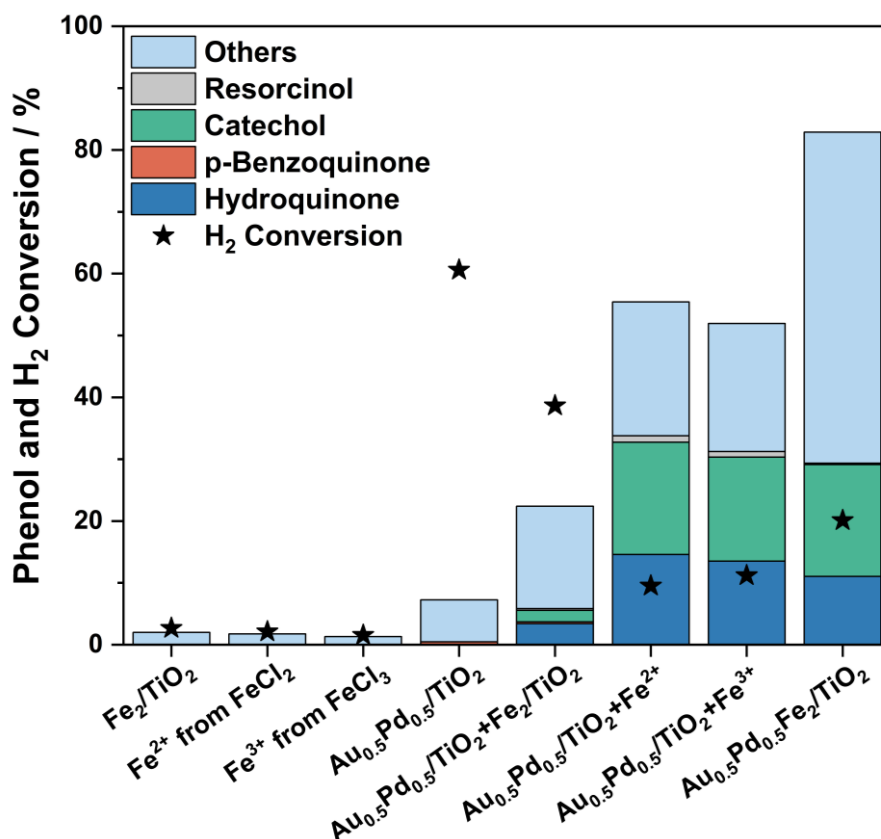 Phenol and H₂ Conversion / %
100
80
60
40
20
0
Others
Resorcinol
Catechol
p-Benzoquinone
Hydroquinone
H₂ Conversion
Fe₂/TiO₂
Fe²⁺ from FeCl₂
Fe³⁺ from FeCl₃
Au₀.₅Pd₀.₅/TiO₂
Au₀.₅Pd₀.₅/TiO₂+Fe₂/TiO₂
Au₀.₅Pd₀.₅/TiO₂+Fe²⁺
Au₀.₅Pd₀.₅/TiO₂+Fe³⁺
Au₀.₅Pd₀.₅Fe₂/TiO₂